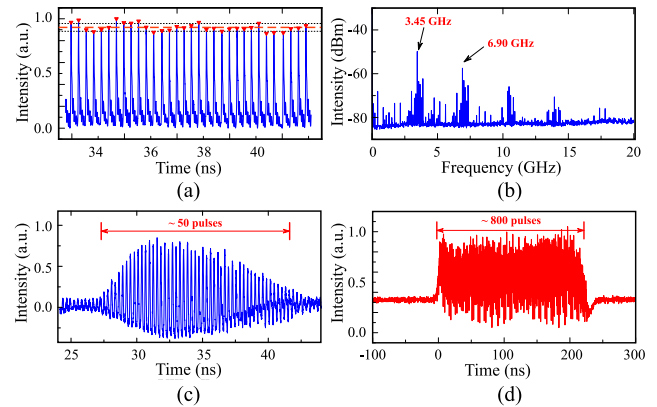 Intensity (a.u.)
1.0
0.5
0.0
34
36
38
40
Time (ns)
(a)
Intensity (dBm)
-40
-60
-80
3.45 GHz
6.90 GHz
0
5
10
15
20
Frequency (GHz)
(b)
Intensity (a.u.)
1.0
0.5
0.0
~ 50 pulses
25
30
35
40
Time (ns)
(c)
Intensity (a.u.)
1.0
0.5
0.0
~ 800 pulses
-100
0
100
200
300
Time (ns)
(d)